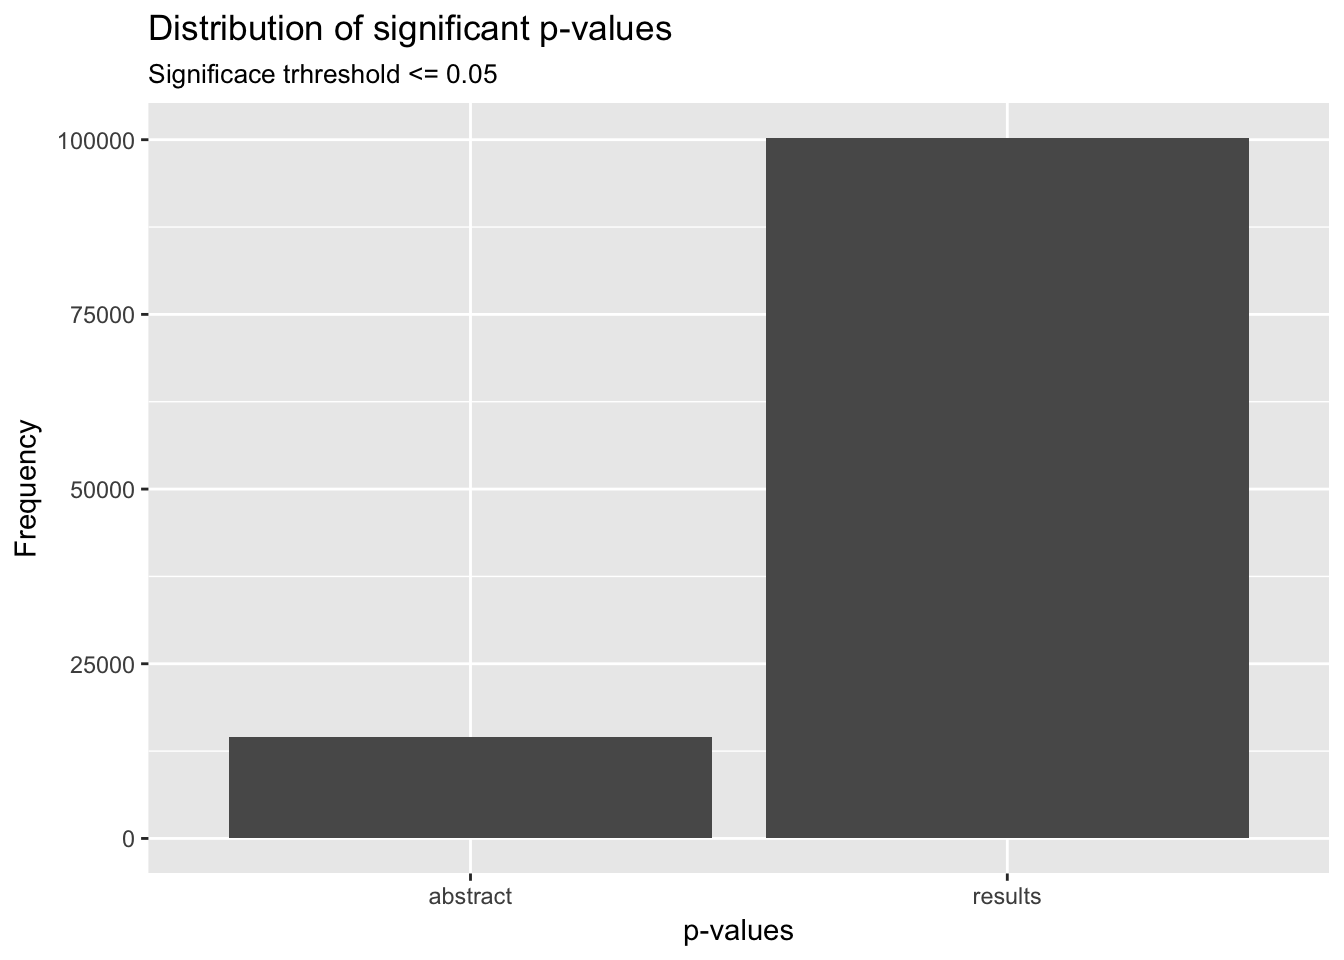 Distribution of significant p-values
Significace trhreshold <= 0.05
100000
75000
50000
25000
0
Frequency
abstract
results
p-values